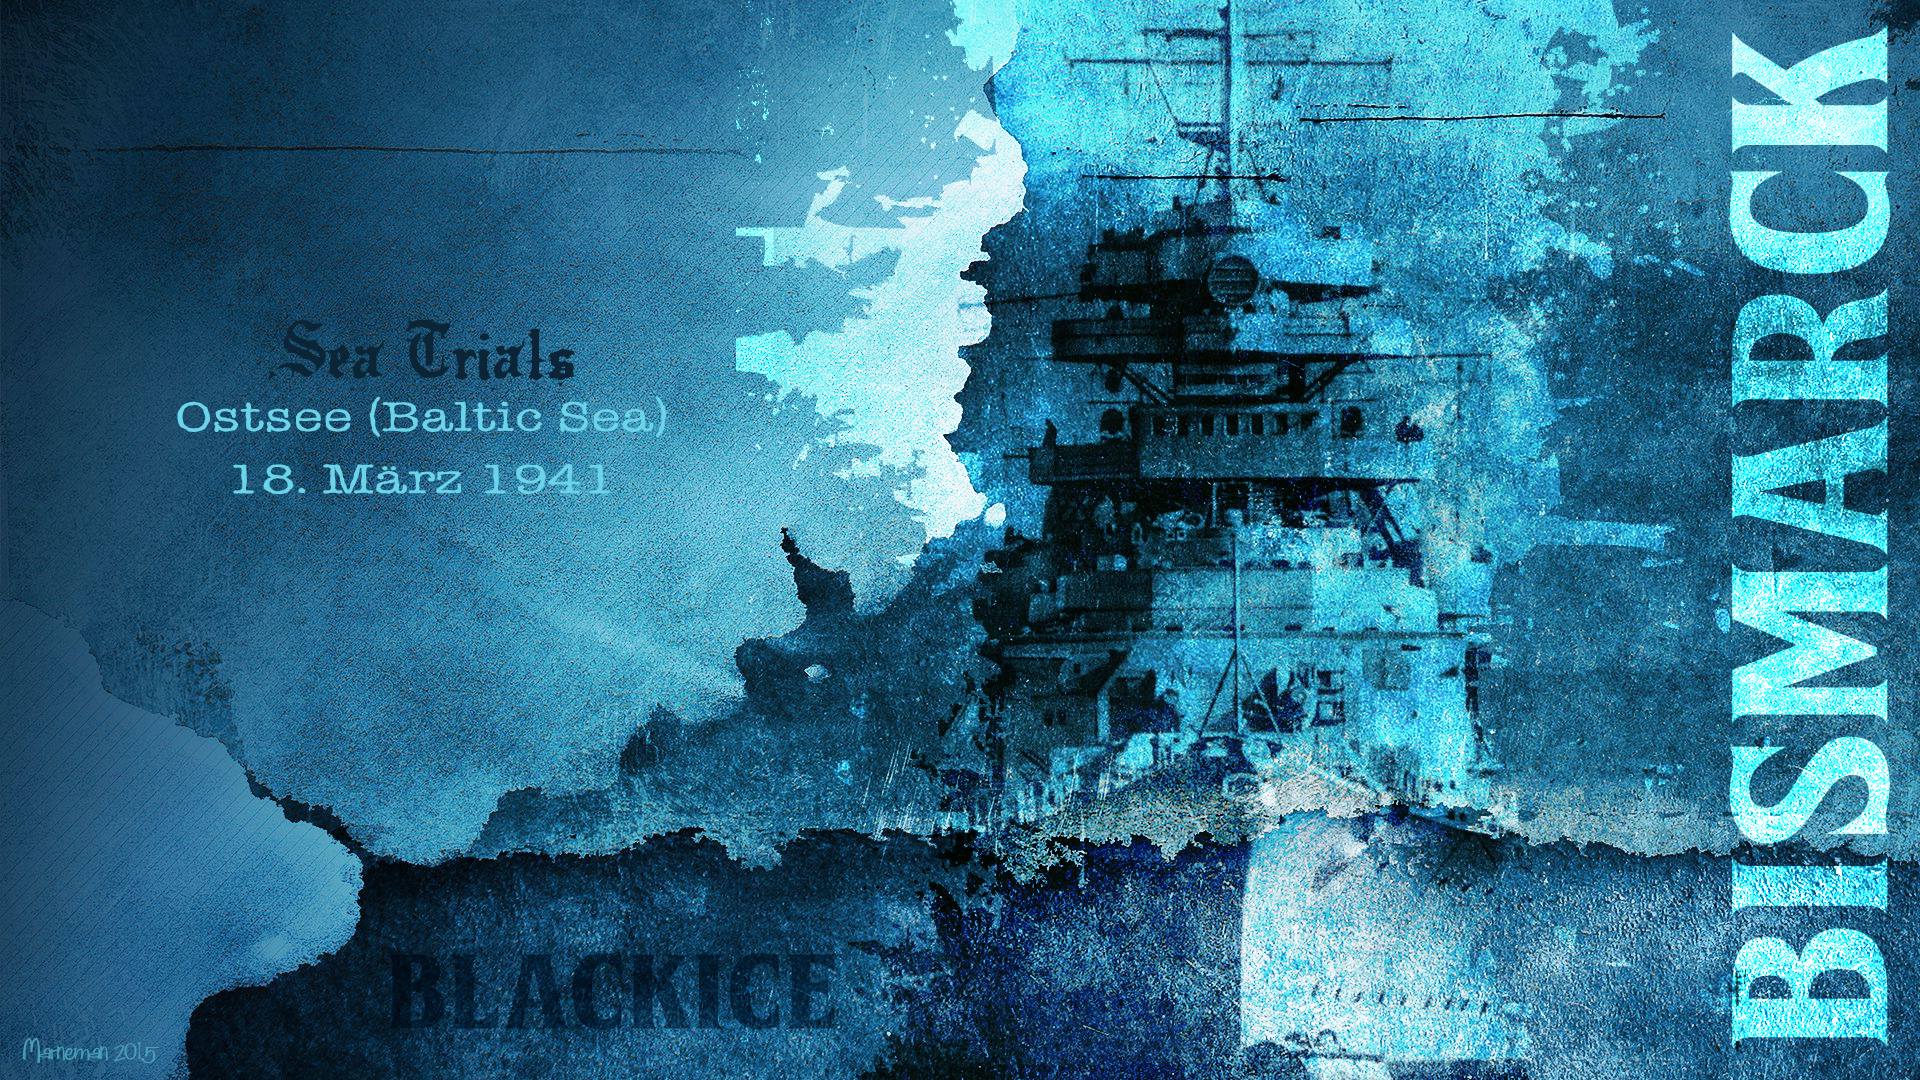 Sea Trials
Ostsee (Baltic Sea)
18. März 1941
BISMARCK
BLACKICE
Marneman 2015